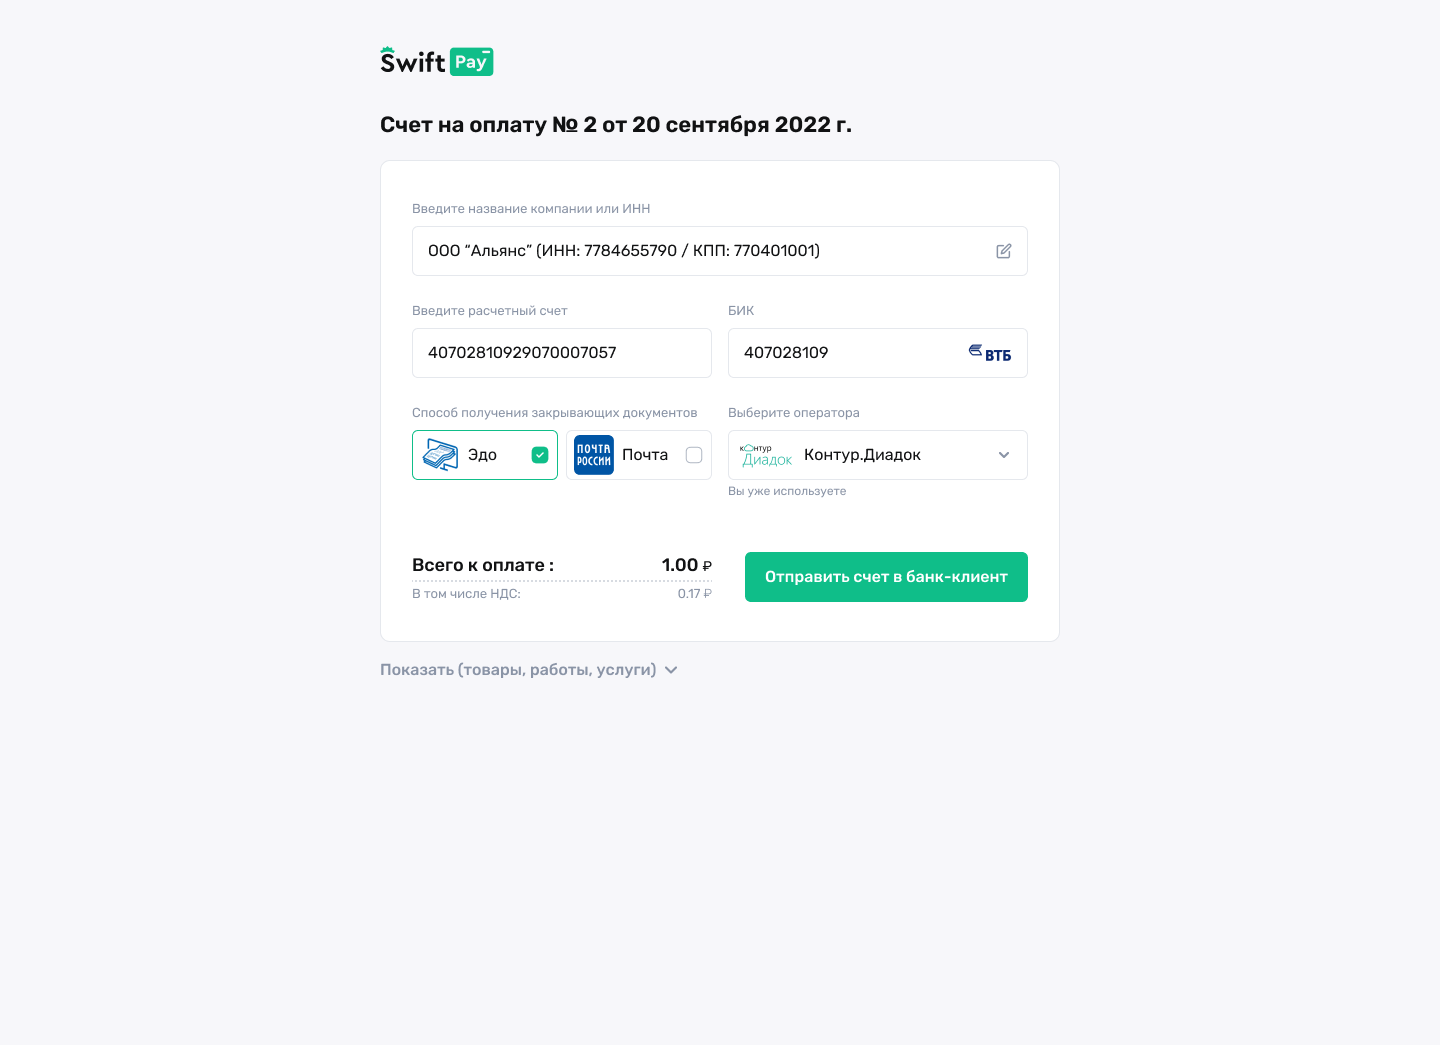 Swift Pay
Счет на оплату № 2 от 20 сентября 2022 г.
Введите название компании или ИНН
ООО “Альянс” (ИНН: 7784655790 / КПП: 770401001)
Введите расчетный счет
БИК
40702810929070007057
407028109
ВТБ
Способ получения закрывающих документов
Выберите оператора
Эдо
ПОЧТА
РОССИИ
Почта
контур
Диадок
Контур.Диадок
Вы уже используете
Всего к оплате : 1.00 ₽
Отправить счет в банк-клиент
В том числе НДС: 0.17 ₽
Показать (товары, работы, услуги)